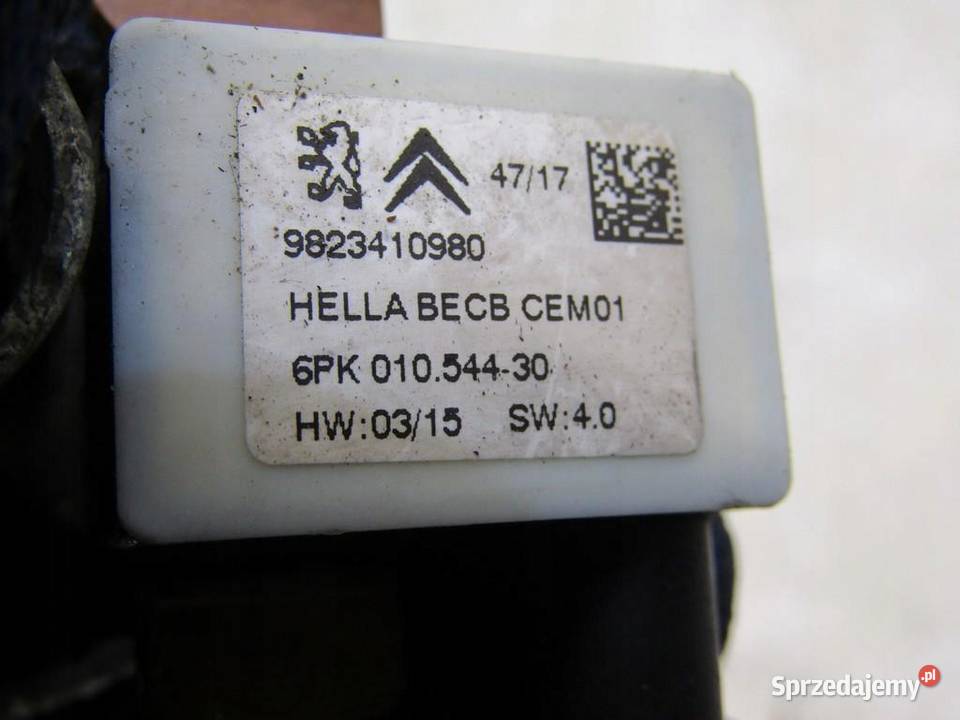 47/17
9823410980
HELLA BECB CEM01
6PK 010.544-30
HW:03/15 SW:4.0
Sprzedajemy.pl